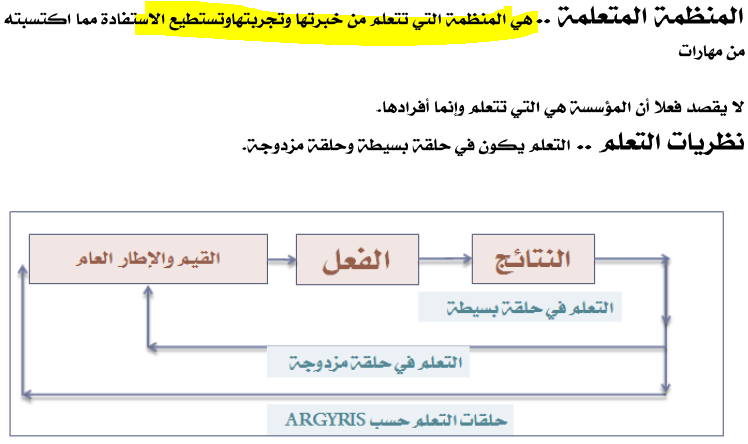 المنظمة المتعلمة .. هي المنظمة التي تتعلم من خبرتها وتجربتهاوتستطيع الاستفادة مما اكتسبته
من مهارات
لا يقصد فعلا أن المؤسسة هي التي تتعلم وإنما أفرادها.
نظريات التعلم .. التعلم يكون في حلقة بسيطة وحلقة مزدوجة.
القيم والإطار العام
الفعل
النتائج
التعلم في حلقة بسيطة
التعلم في حلقة مزدوجة
حلقات التعلم حسب ARGYRIS